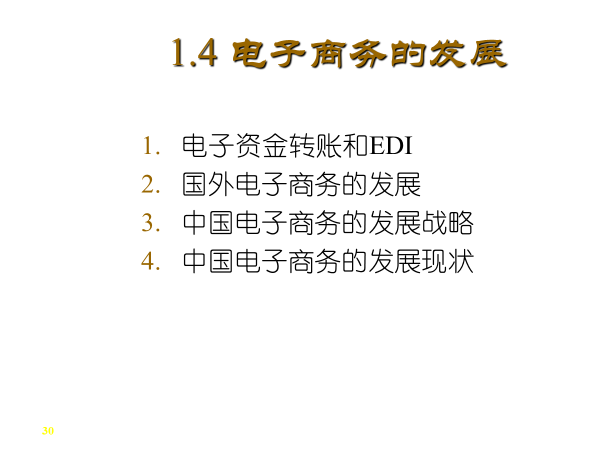 1.4 电子商务的发展
1. 电子资金转账和EDI
2. 国外电子商务的发展
3. 中国电子商务的发展战略
4. 中国电子商务的发展现状
30